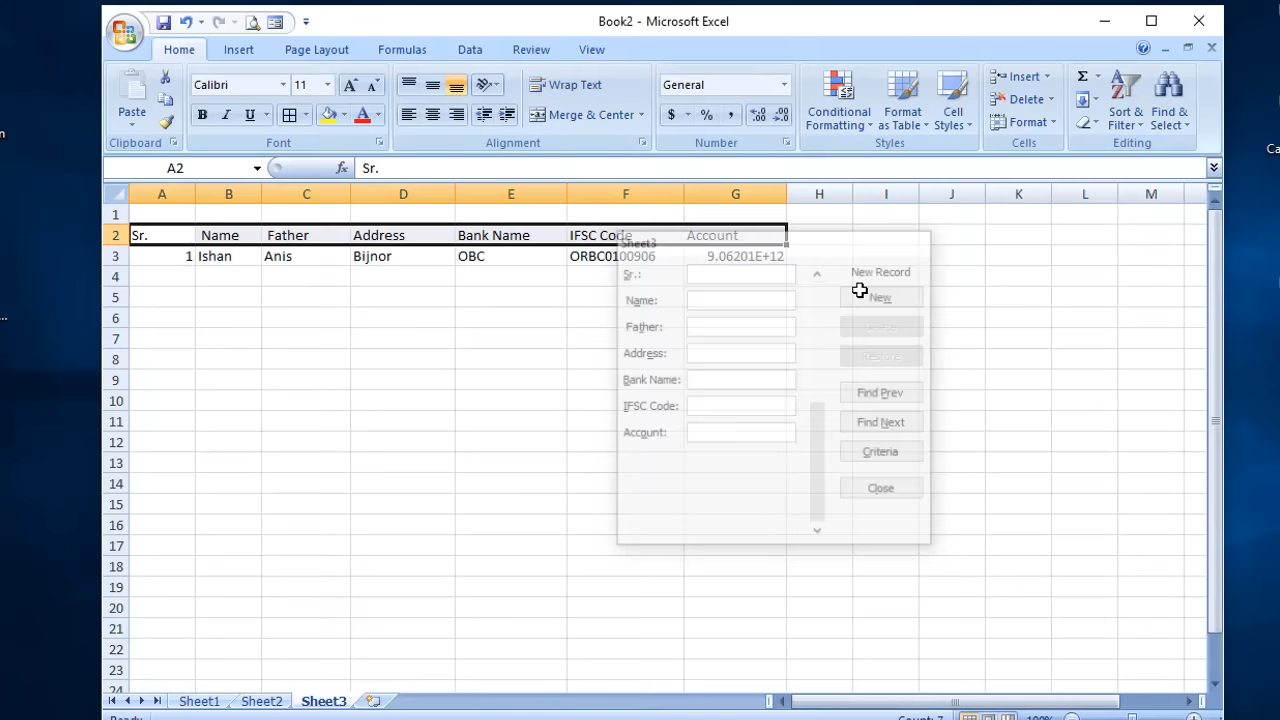 Book2 - Microsoft Excel
Home Insert Page Layout Formulas Data Review View
Paste
Clipboard
Calibri 11
B I U A A A
Font
Wrap Text
Merge & Center
Alignment
General
$ % , .00 .0
Number
Conditional Formatting
Format as Table
Cell Styles
Styles
Insert
Delete
Format
Cells
Σ
Sort & Filter
Find & Select
Editing
A2 fx Sr.
A B C D E F G H I J K L M
1
2 Sr. Name Father Address Bank Name IFSC Code Account
3 1 Ishan Anis Bijnor OBC ORBC0100906 9.06201E+12
4
5
6
7
8
9
10
11
12
13
14
15
16
17
18
19
20
21
22
23
24
Sheet3
Sr.:
Name:
Father:
Address:
Bank Name:
IFSC Code:
Account:
New Record
New
Restore
Find Prev
Find Next
Criteria
Close
Sheet1 Sheet2 Sheet3
Ready Count: 7 100%